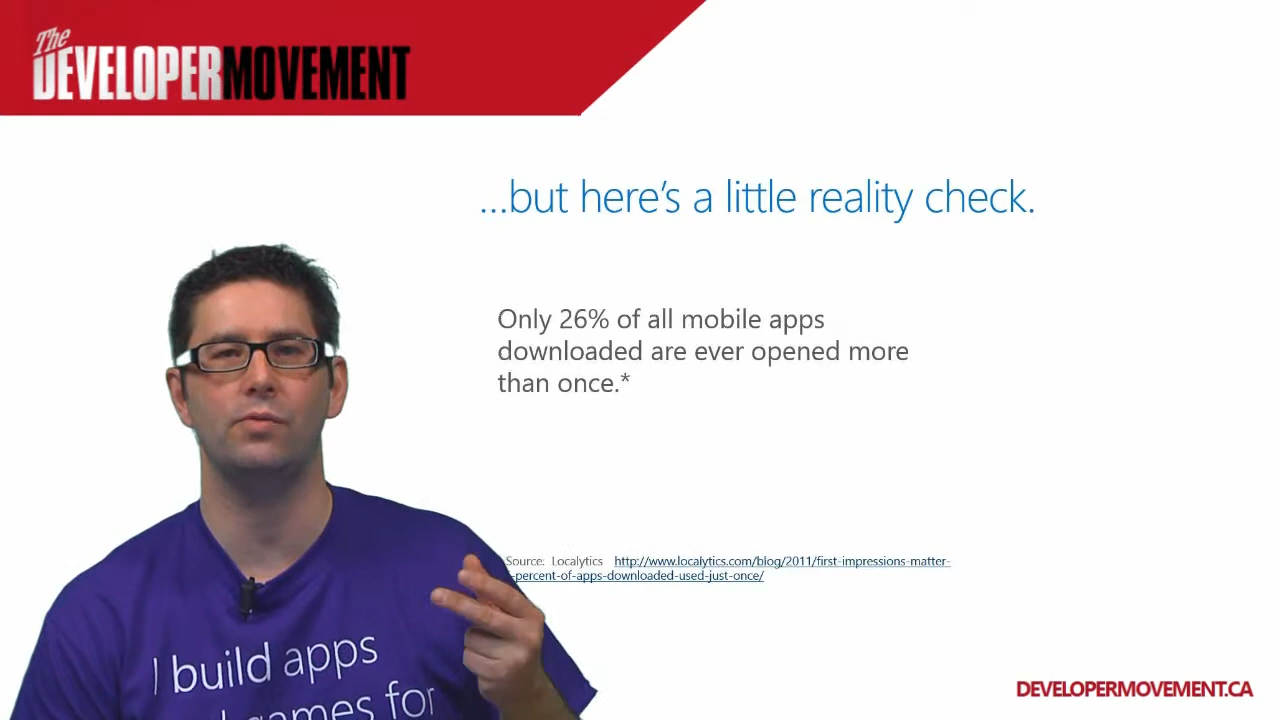 The
DEVELOPERMOVEMENT
...but here's a little reality check.
Only 26% of all mobile apps
downloaded are ever opened more
than once.*
Source: Localytics http://www.localytics.com/blog/2011/first-impressions-matter-
-percent-of-apps-downloaded-used-just-once/
I build apps
games for
DEVELOPERMOVEMENT.CA